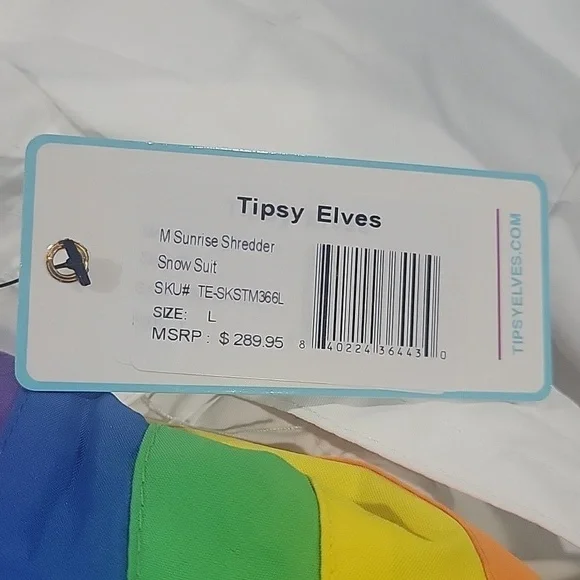 Tipsy Elves
M Sunrise Shredder
Snow Suit
SKU# TE-SKSTM366L
SIZE: L
MSRP : $ 289.95
8 40224 36443 0
TIPSYELVES.COM